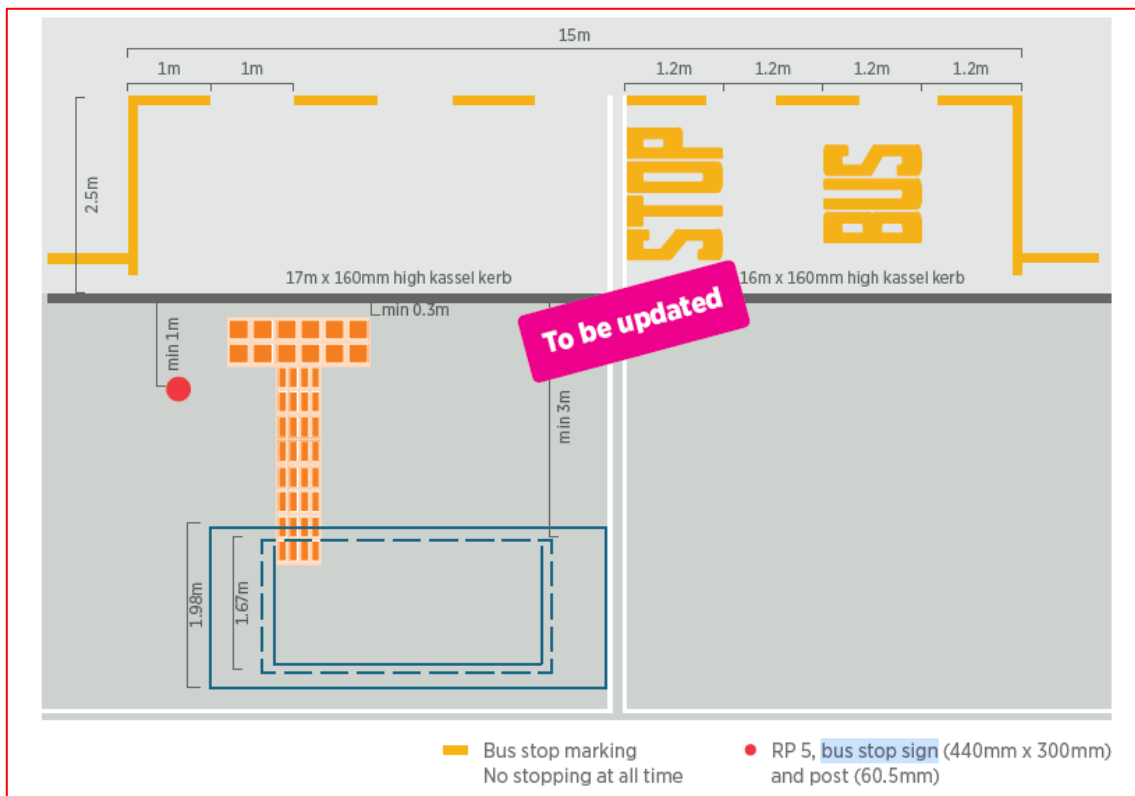 15m
1m
1m
1.2m
1.2m
1.2m
1.2m
2.5m
STOP
BUS
17m x 160mm high kassel kerb
16m x 160mm high kassel kerb
To be updated
min 0.3m
min 1m
min 3m
1.98m
1.67m
Bus stop marking
No stopping at all time
RP 5, bus stop sign (440mm x 300mm)
and post (60.5mm)